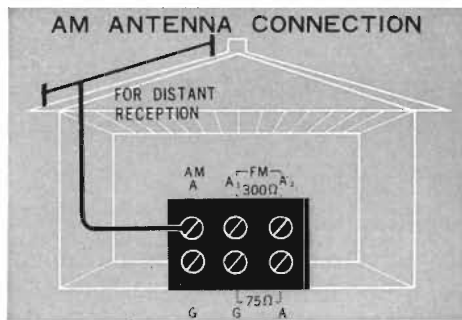 AM ANTENNA CONNECTION
FOR DISTANT
RECEPTION
AM
A
A₁ FM A₂
300Ω
75Ω
G G A